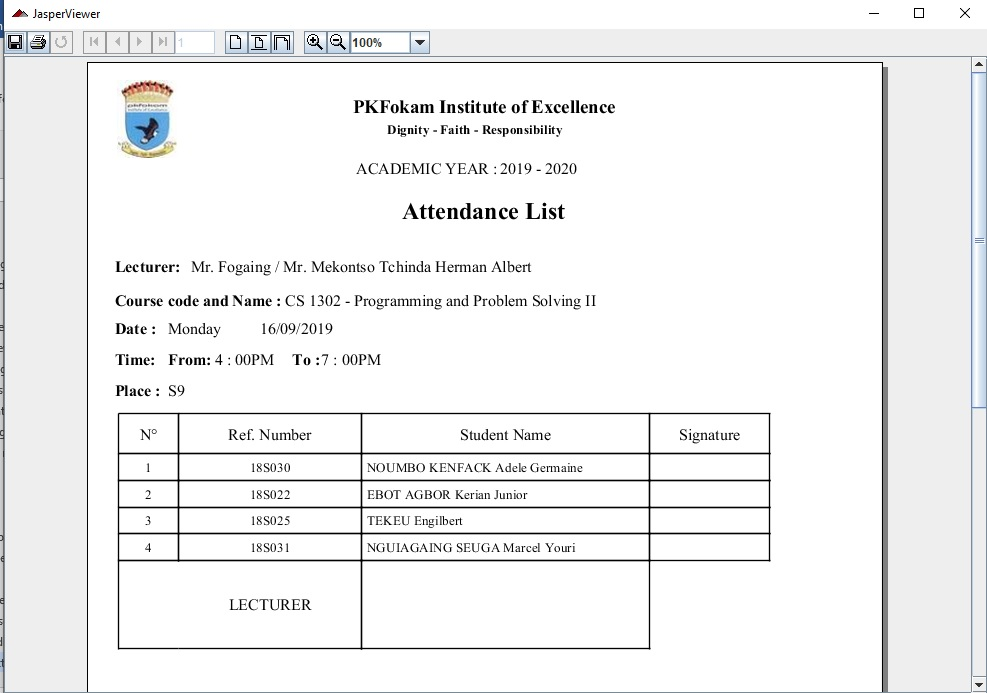 JasperViewer
1
100%
PKFokam Institute of Excellence
Dignity - Faith - Responsibility
ACADEMIC YEAR : 2019 - 2020
Attendance List
Lecturer: Mr. Fogaing / Mr. Mekontso Tchinda Herman Albert
Course code and Name : CS 1302 - Programming and Problem Solving II
Date : Monday 16/09/2019
Time: From: 4 : 00PM To :7 : 00PM
Place : S9
N° Ref. Number Student Name Signature
1 18S030 NOUMBO KENFACK Adele Germaine
2 18S022 EBOT AGBOR Kerian Junior
3 18S025 TEKEU Engilbert
4 18S031 NGUIAGAING SEUGA Marcel Youri
LECTURER